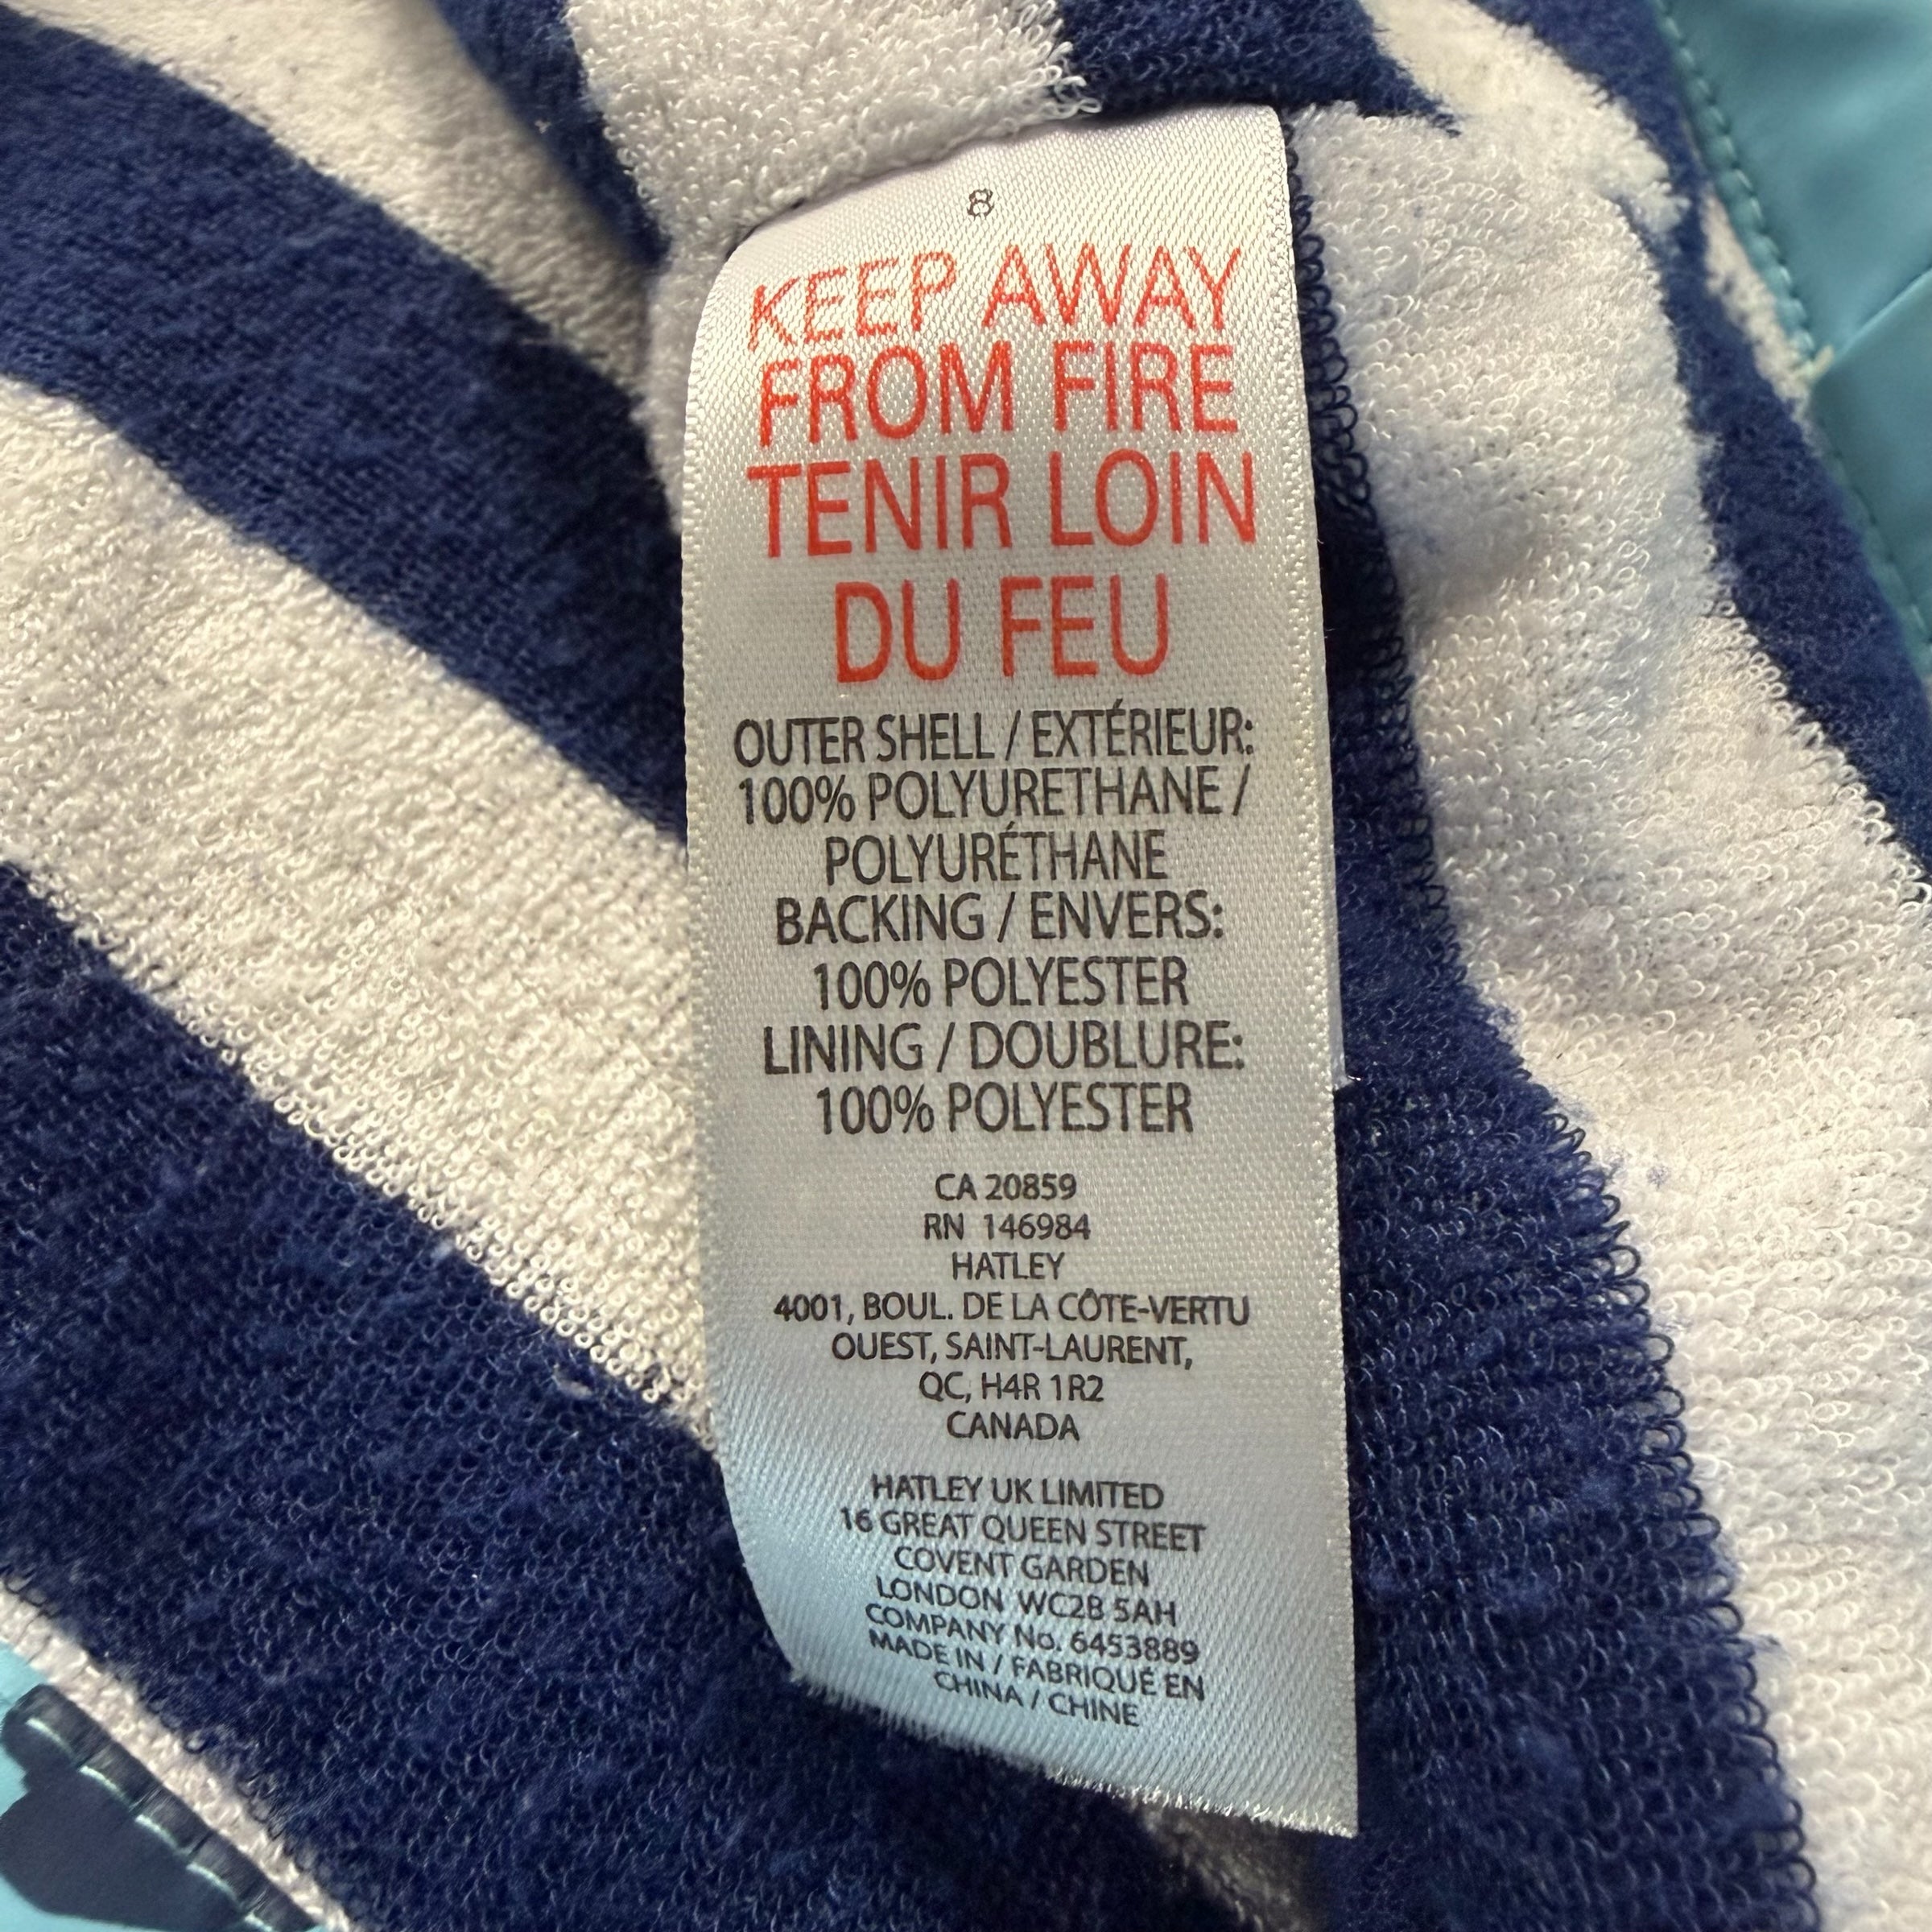 8
KEEP AWAY
FROM FIRE
TENIR LOIN
DU FEU
OUTER SHELL / EXTÉRIEUR:
100% POLYURETHANE /
POLYURÉTHANE
BACKING / ENVERS:
100% POLYESTER
LINING / DOUBLURE:
100% POLYESTER
CA 20859
RN 146984
HATLEY
4001, BOUL. DE LA CÔTE-VERTU
OUEST, SAINT-LAURENT,
QC, H4R 1R2
CANADA
HATLEY UK LIMITED
16 GREAT QUEEN STREET
COVENT GARDEN
LONDON WC2B 5AH
COMPANY No. 6453889
MADE IN / FABRIQUÉ EN
CHINA / CHINE